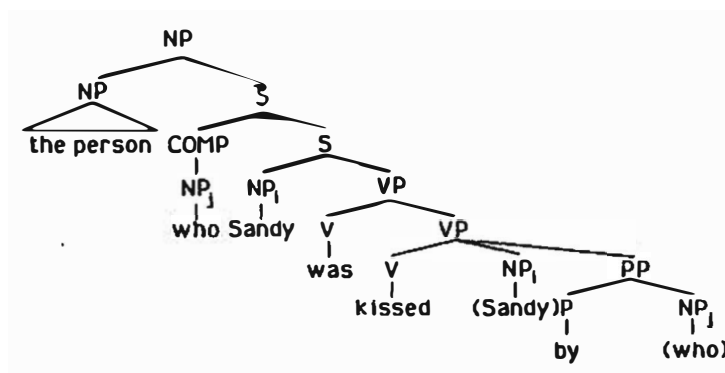 NP
NP S
the person COMP S
NPj NPi VP
who Sandy V VP
was V NPi PP
kissed (Sandy) P NPj
by (who)